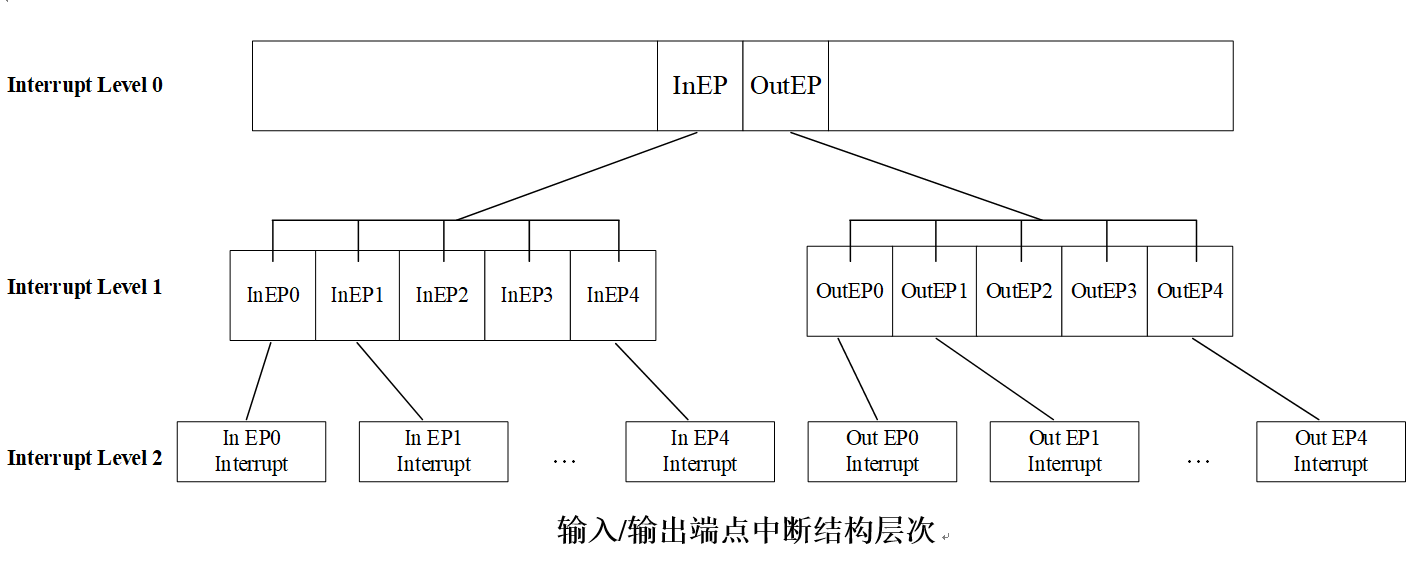 Interrupt Level 0
InEP
OutEP
Interrupt Level 1
InEP0
InEP1
InEP2
InEP3
InEP4
OutEP0
OutEP1
OutEP2
OutEP3
OutEP4
Interrupt Level 2
In EP0
Interrupt
In EP1
Interrupt
…
In EP4
Interrupt
Out EP0
Interrupt
Out EP1
Interrupt
…
Out EP4
Interrupt
输入/输出端点中断结构层次